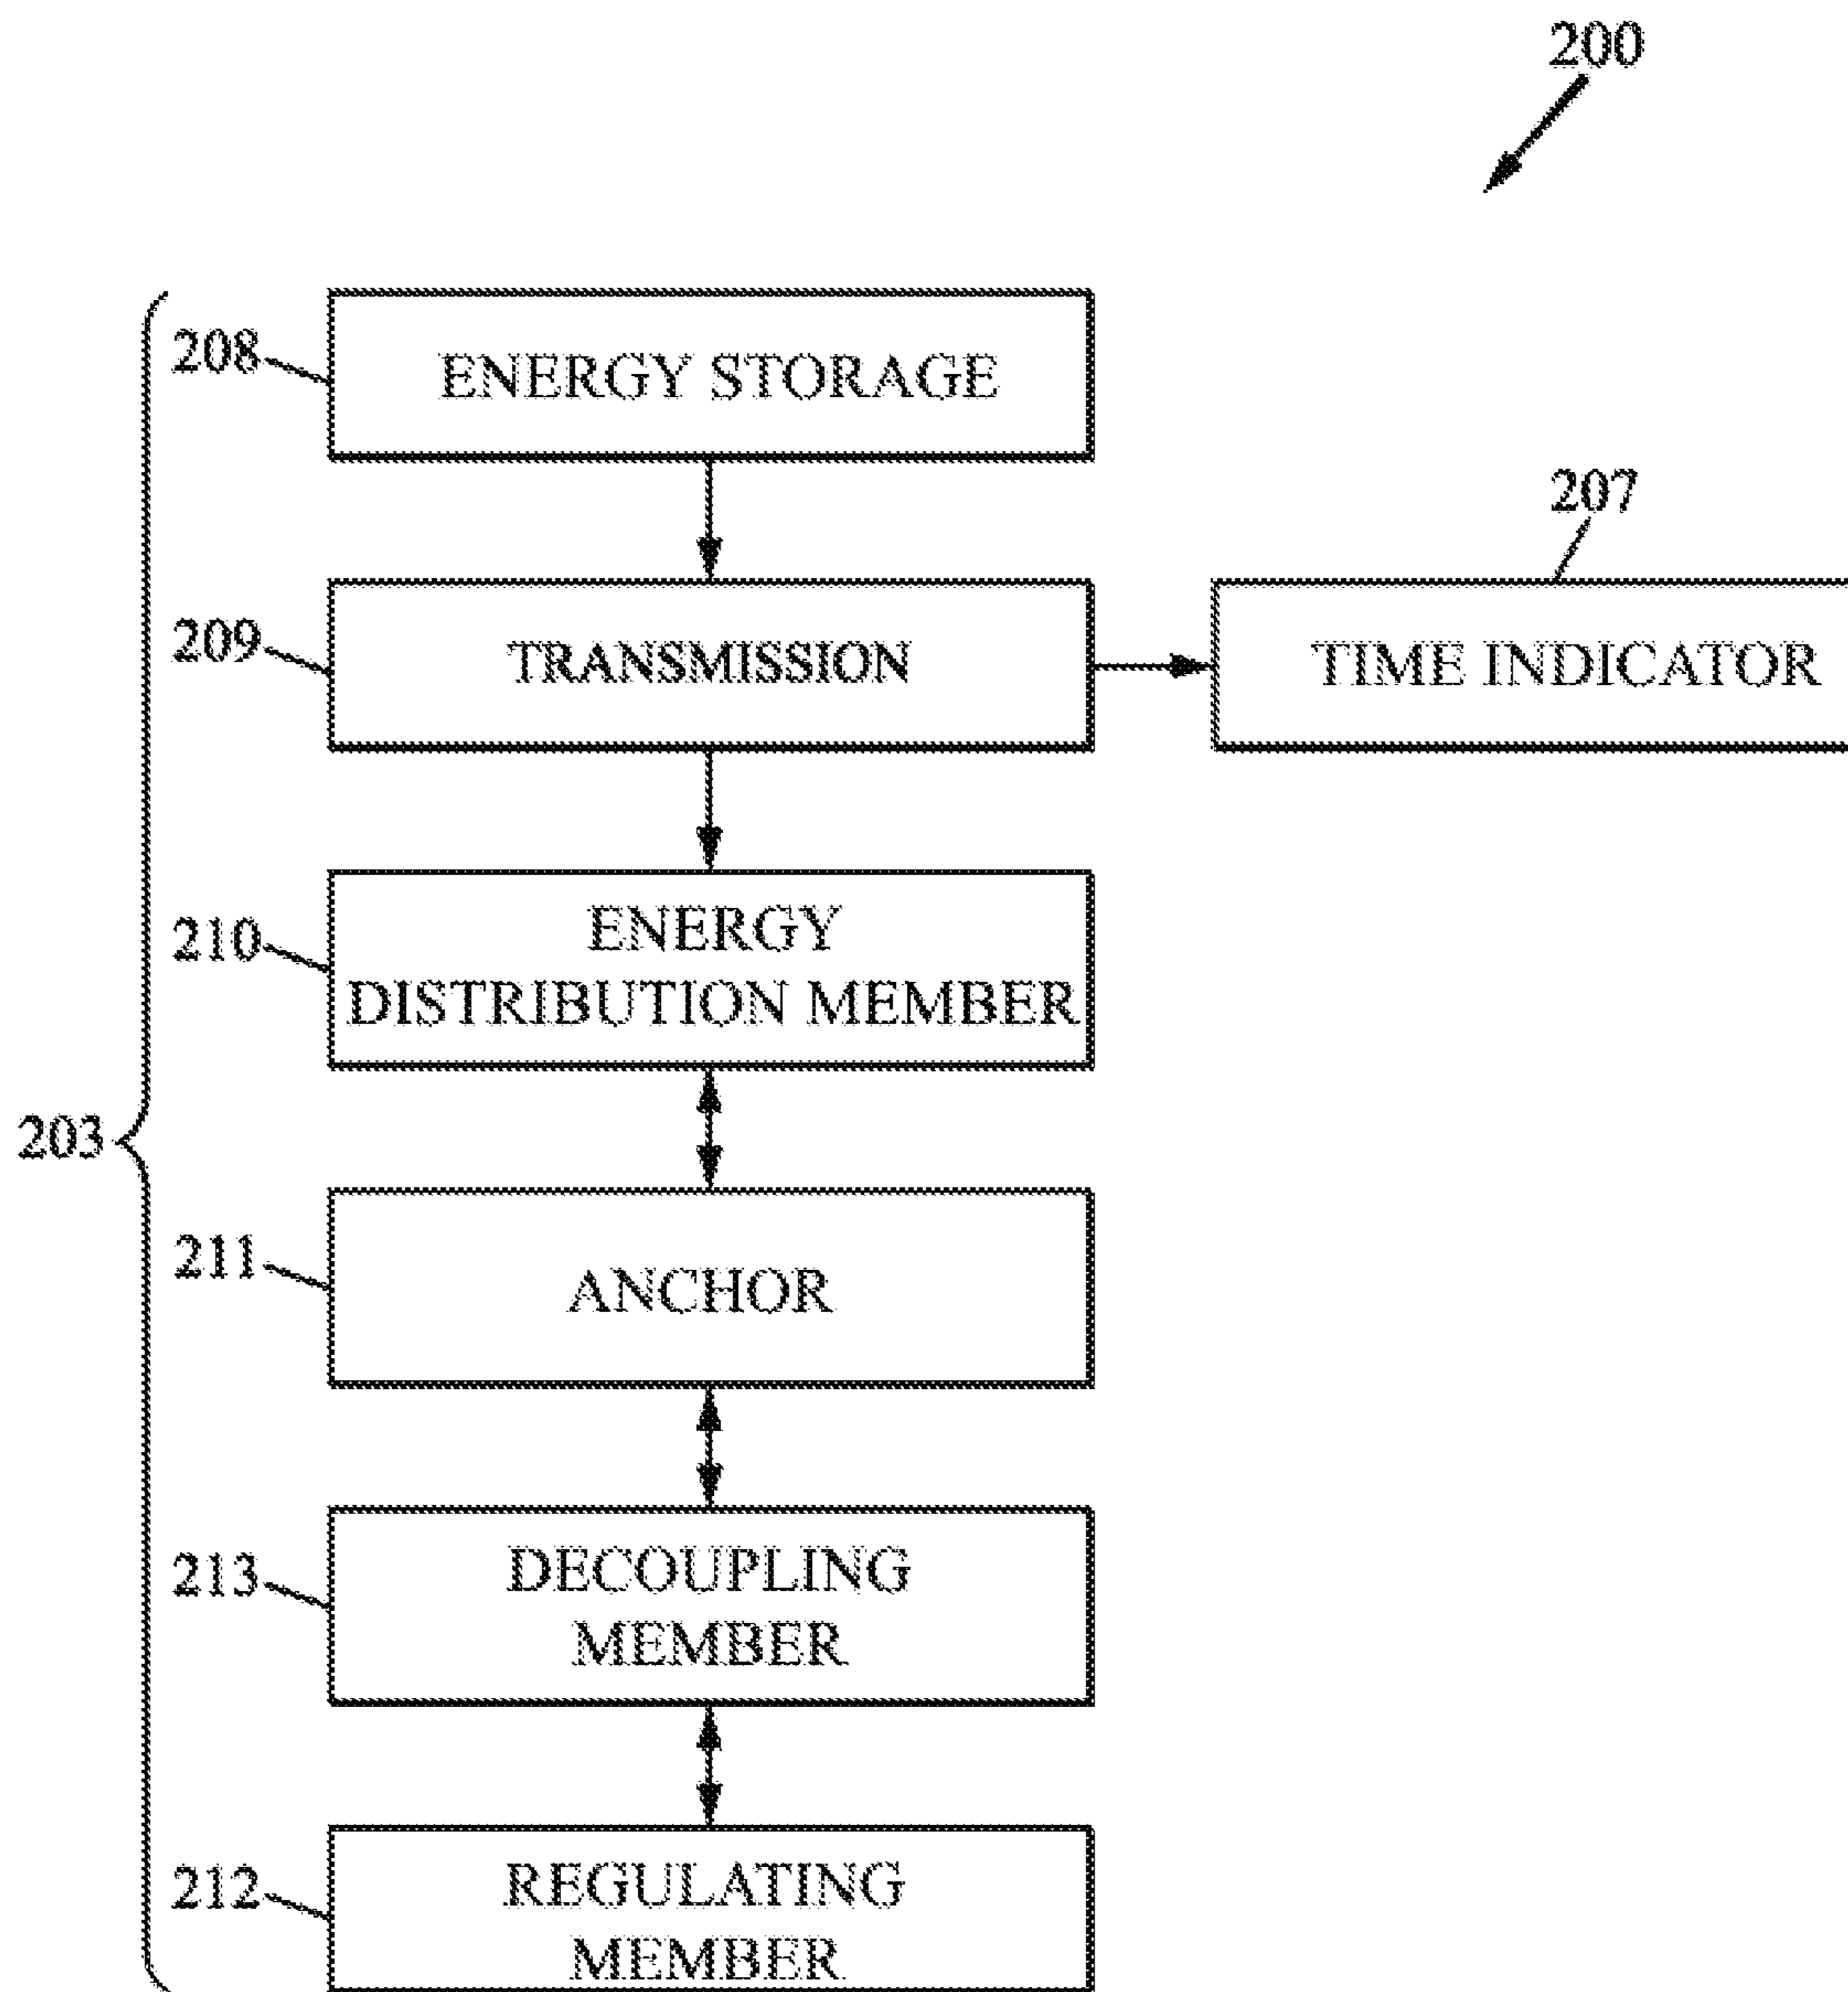 200
208
ENERGY STORAGE
207
209
TRANSMISSION
TIME INDICATOR
210
ENERGY
DISTRIBUTION MEMBER
203
211
ANCHOR
213
DECOUPLING
MEMBER
212
REGULATING
MEMBER